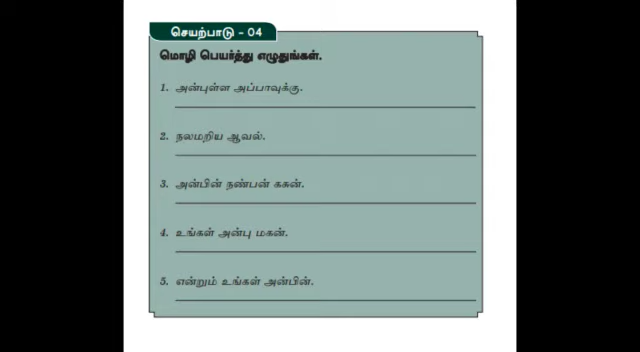 செயற்பாடு - 04
மொழி பெயர்த்து எழுதுங்கள்.
1. அன்புள்ள அப்பாவுக்கு.
2. நலமறிய ஆவல்.
3. அன்பின் நண்பன் கசுன்.
4. உங்கள் அன்பு மகன்.
5. என்றும் உங்கள் அன்பின்.